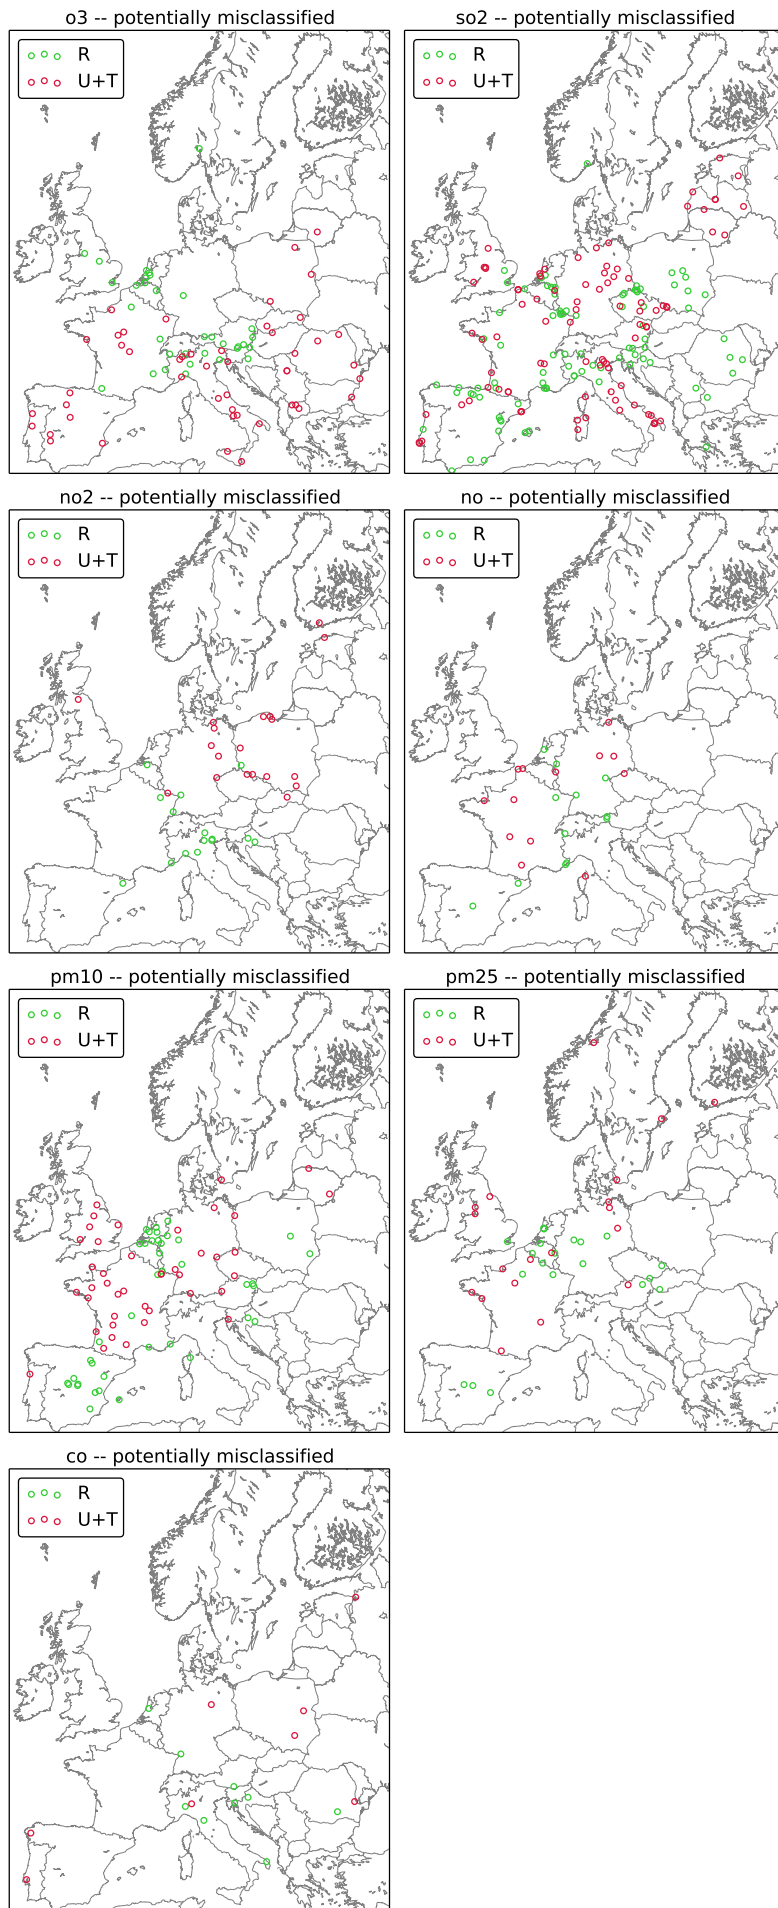 o3 -- potentially misclassified
R
U+T
so2 -- potentially misclassified
R
U+T
no2 -- potentially misclassified
R
U+T
no -- potentially misclassified
R
U+T
pm10 -- potentially misclassified
R
U+T
pm25 -- potentially misclassified
R
U+T
co -- potentially misclassified
R
U+T